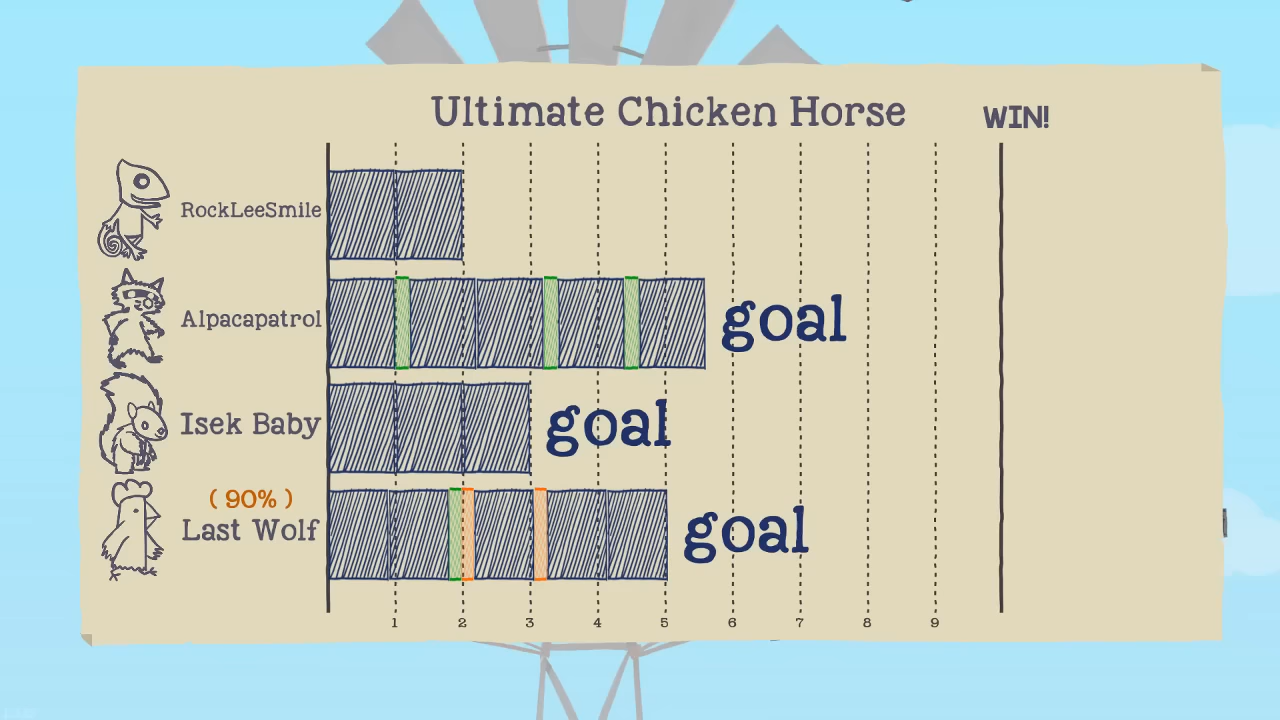 Ultimate Chicken Horse
WIN!
RockLeeSmile
Alpacapatrol
goal
Isek Baby
goal
( 90% )
Last Wolf
goal
1 2 3 4 5 6 7 8 9